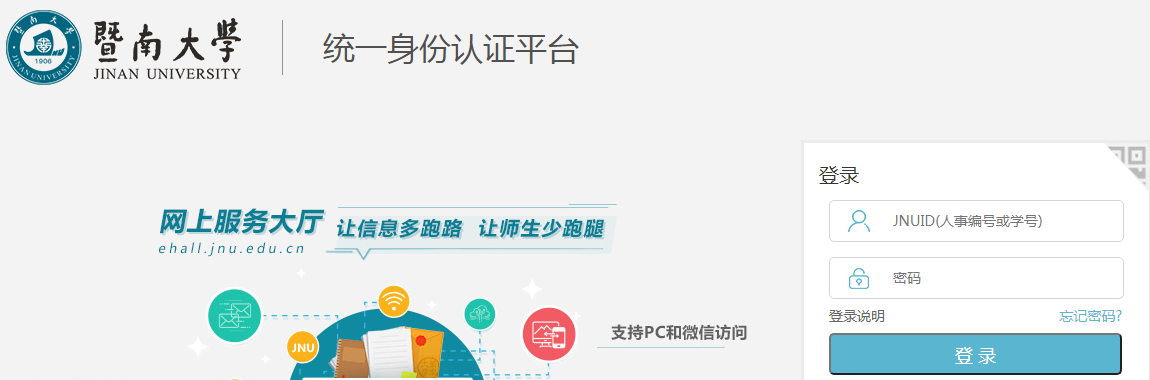 暨南大學
JINAN UNIVERSITY
1906
JINAN UNIVERSITY
统一身份认证平台
网上服务大厅
ehall.jnu.edu.cn
让信息多跑路 让师生少跑腿
JNU
支持PC和微信访问
登录
JNUID(人事编号或学号)
密码
登录说明
忘记密码?
登 录